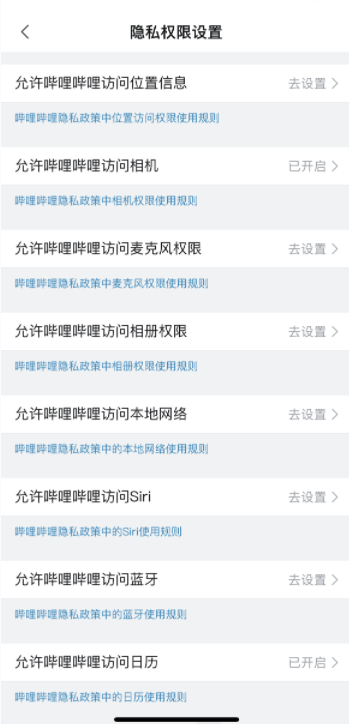 隐私权限设置
允许哔哩哔哩访问位置信息 去设置
哔哩哔哩隐私政策中位置访问权限使用规则
允许哔哩哔哩访问相机 已开启
哔哩哔哩隐私政策中相机权限使用规则
允许哔哩哔哩访问麦克风权限 去设置
哔哩哔哩隐私政策中麦克风权限使用规则
允许哔哩哔哩访问相册权限 去设置
哔哩哔哩隐私政策中相册权限使用规则
允许哔哩哔哩访问本地网络 去设置
哔哩哔哩隐私政策中的本地网络使用规则
允许哔哩哔哩访问Siri 去设置
哔哩哔哩隐私政策中的Siri使用规则
允许哔哩哔哩访问蓝牙 去设置
哔哩哔哩隐私政策中的蓝牙使用规则
允许哔哩哔哩访问日历 已开启
哔哩哔哩隐私政策中的日历使用规则